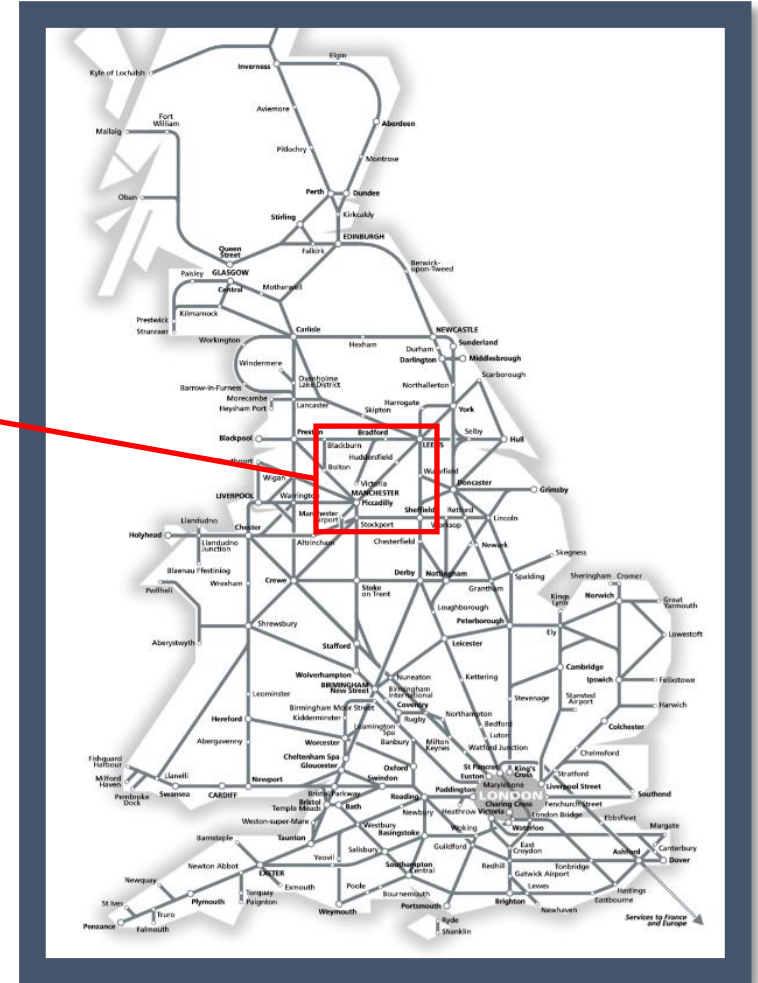 Elgin
Inverness
Kyle of Lochalsh
Aviemore
Fort
William
Mallaig
Aberdeen
Pitlochry
Montrose
Perth
Dundee
Oban
Stirling
Kirkcaldy
EDINBURGH
Queen
Street
Falkirk
Berwick-
upon-Tweed
Paisley
GLASGOW
Central
Motherwell
Prestwick
Kilmarnock
Stranraer
Carlisle
NEWCASTLE
Workington
Hexham
Durham
Sunderland
Darlington
Middlesbrough
Windermere
Scarborough
Oxenholme
Lake District
Barrow-in-Furness
Northallerton
Morecambe
Heysham Port
Lancaster
Harrogate
York
Skipton
Blackpool
Preston
Bradford
LEEDS
Selby
Hull
Blackburn
Huddersfield
Bolton
Wakefield
Wigan
Victoria
Doncaster
Grimsby
LIVERPOOL
Warrington
MANCHESTER
Piccadilly
Manchester
Airport
Sheffield
Retford
Lincoln
Llandudno
Chester
Stockport
Worksop
Holyhead
Llandudno
Junction
Altrincham
Chesterfield
Newark
Skegness
Blaenau Ffestiniog
Derby
Nottingham
Spalding
Sheringham
Cromer
Pwllheli
Wrexham
Crewe
Stoke
on Trent
Grantham
Kings
Lynn
Norwich
Great
Yarmouth
Loughborough
Peterborough
Shrewsbury
Ely
Lowestoft
Aberystwyth
Stafford
Leicester
Cambridge
Wolverhampton
BIRMINGHAM
New Street
Nuneaton
Kettering
Ipswich
Felixstowe
Birmingham
International
Leominster
Stevenage
Stansted
Airport
Harwich
Birmingham Moor Street
Coventry
Northampton
Kidderminster
Rugby
Bedford
Colchester
Hereford
Leamington
Spa
Luton
Abergavenny
Worcester
Banbury
Milton
Keynes
Watford Junction
Chelmsford
Cheltenham Spa
Fishguard
Harbour
Gloucester
Oxford
St Pancras
King's
Cross
Stratford
Milford
Haven
Llanelli
Newport
Swindon
Euston
Marylebone
Liverpool Street
Pembroke
Dock
Swansea
CARDIFF
Bristol Parkway
Reading
Paddington
LONDON
Southend
Bristol
Temple Meads
Bath
Newbury
Heathrow
Victoria
Charing Cross
Fenchurch Street
London Bridge
Ebbsfleet
Weston-super-Mare
Westbury
Basingstoke
Woking
Waterloo
Margate
Barnstaple
Taunton
Salisbury
Guildford
East
Croydon
Ashford
Canterbury
Newton Abbot
Yeovil
Southampton
Central
Redhill
Tonbridge
Dover
Newquay
EXETER
Gatwick Airport
Exmouth
Poole
Lewes
Hastings
St Ives
Plymouth
Torquay
Paignton
Bournemouth
Eastbourne
Truro
Weymouth
Portsmouth
Brighton
Newhaven
Penzance
Falmouth
Ryde
Shanklin
Services to France
and Europe